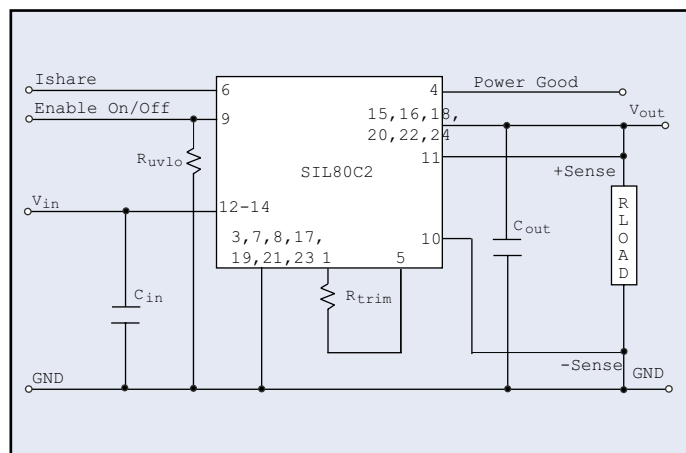 Ishare
6
4
Power Good
Enable On/Off
9
15,16,18,
20,22,24
Vout
Ruvlo
SIL80C2
11
+Sense
Vin
12-14
RLOAD
3,7,8,17,
19,21,23
1
5
10
Cout
Cin
Rtrim
-Sense
GND
GND